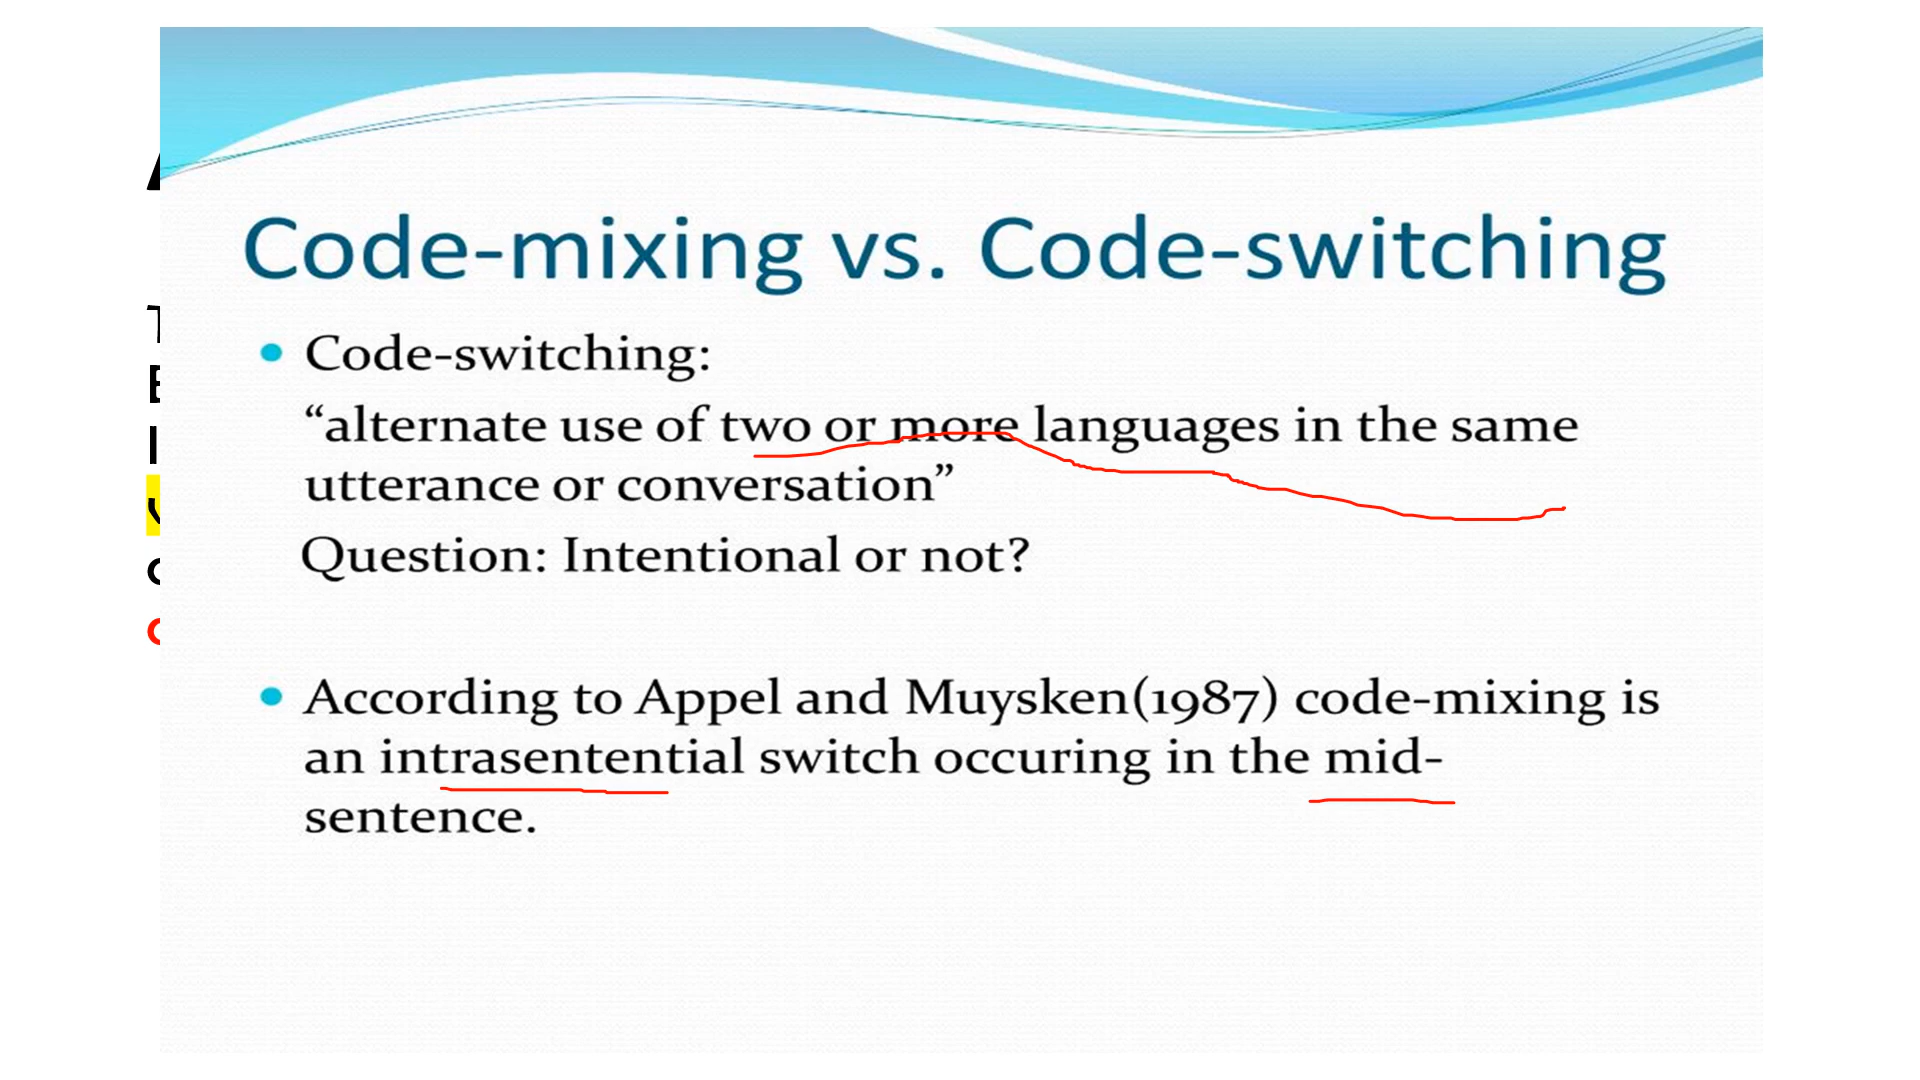 Code-mixing vs. Code-switching
• Code-switching:
“alternate use of two or more languages in the same
utterance or conversation”
Question: Intentional or not?
• According to Appel and Muysken(1987) code-mixing is
an intrasentential switch occuring in the mid-
sentence.